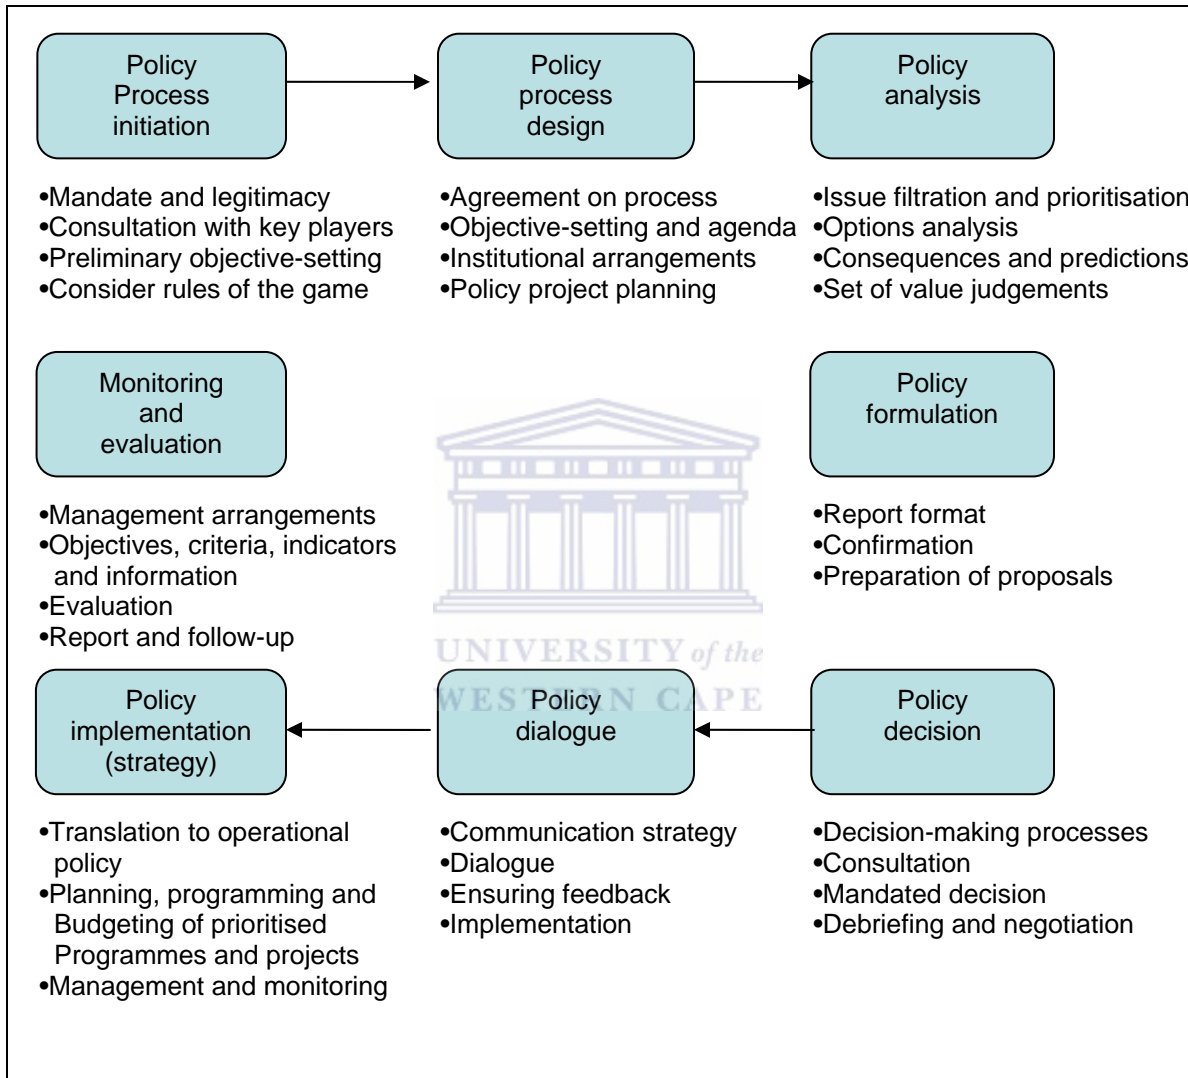 Policy
Process
initiation
Policy
process
design
Policy
analysis
•Mandate and legitimacy
•Consultation with key players
•Preliminary objective-setting
•Consider rules of the game
•Agreement on process
•Objective-setting and agenda
•Institutional arrangements
•Policy project planning
•Issue filtration and prioritisation
•Options analysis
•Consequences and predictions
•Set of value judgements
Monitoring
and
evaluation
Policy
formulation
•Management arrangements
•Objectives, criteria, indicators
and information
•Evaluation
•Report and follow-up
•Report format
•Confirmation
•Preparation of proposals
UNIVERSITY of the
WESTERN CAPE
Policy
implementation
(strategy)
Policy
dialogue
Policy
decision
•Translation to operational
policy
•Planning, programming and
Budgeting of prioritised
Programmes and projects
•Management and monitoring
•Communication strategy
•Dialogue
•Ensuring feedback
•Implementation
•Decision-making processes
•Consultation
•Mandated decision
•Debriefing and negotiation